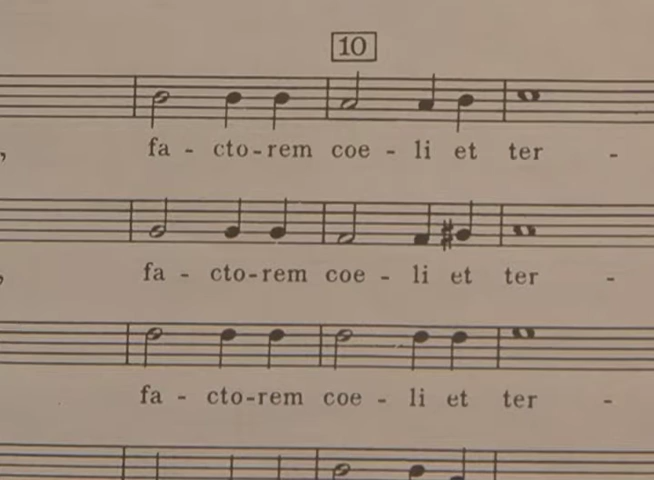 10
, fa - cto-rem coe - li et ter -
, fa - cto-rem coe - li et ter -
fa - cto-rem coe - li et ter -